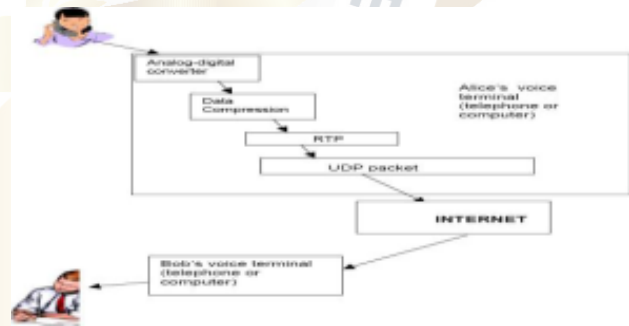 Analog-digital
converter
Data
Compression
RTP
UDP packet
Alice's voice
terminal
(telephone or
computer)
INTERNET
Bob's voice terminal
(telephone or
computer)